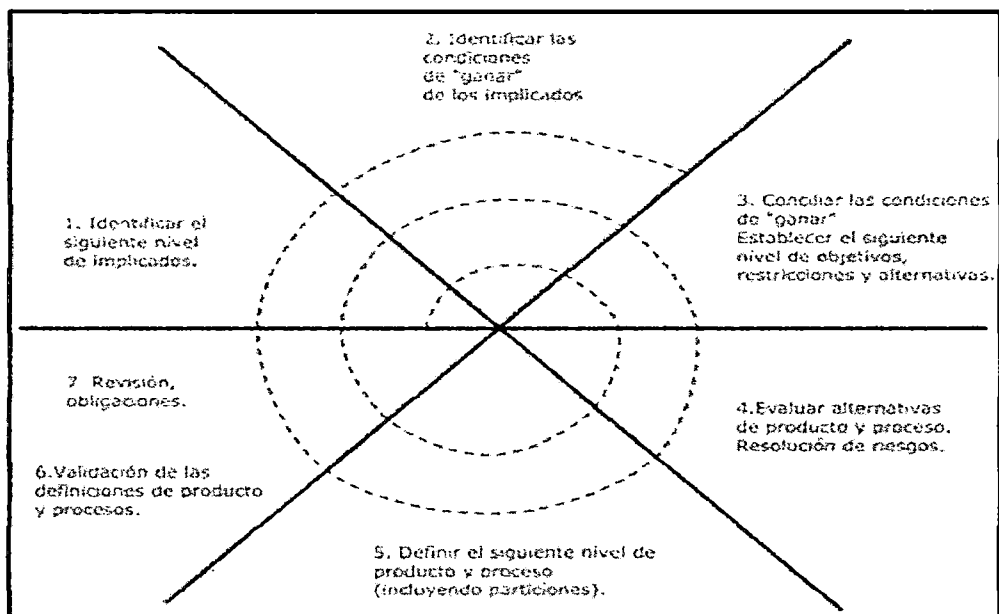 1. Identificar el
siguiente nivel
de implicados.
2. Identificar las
condiciones
de "ganar"
de los implicados
3. Conciliar las condiciones
de "ganar"
Establecer el siguiente
nivel de objetivos,
restricciones y alternativas.
4.Evaluar alternativas
de producto y proceso.
Resolución de riesgos.
5. Definir el siguiente nivel de
producto y proceso
(incluyendo particiones).
6.Validación de las
definiciones de producto
y procesos.
7. Revisión,
obligaciones.